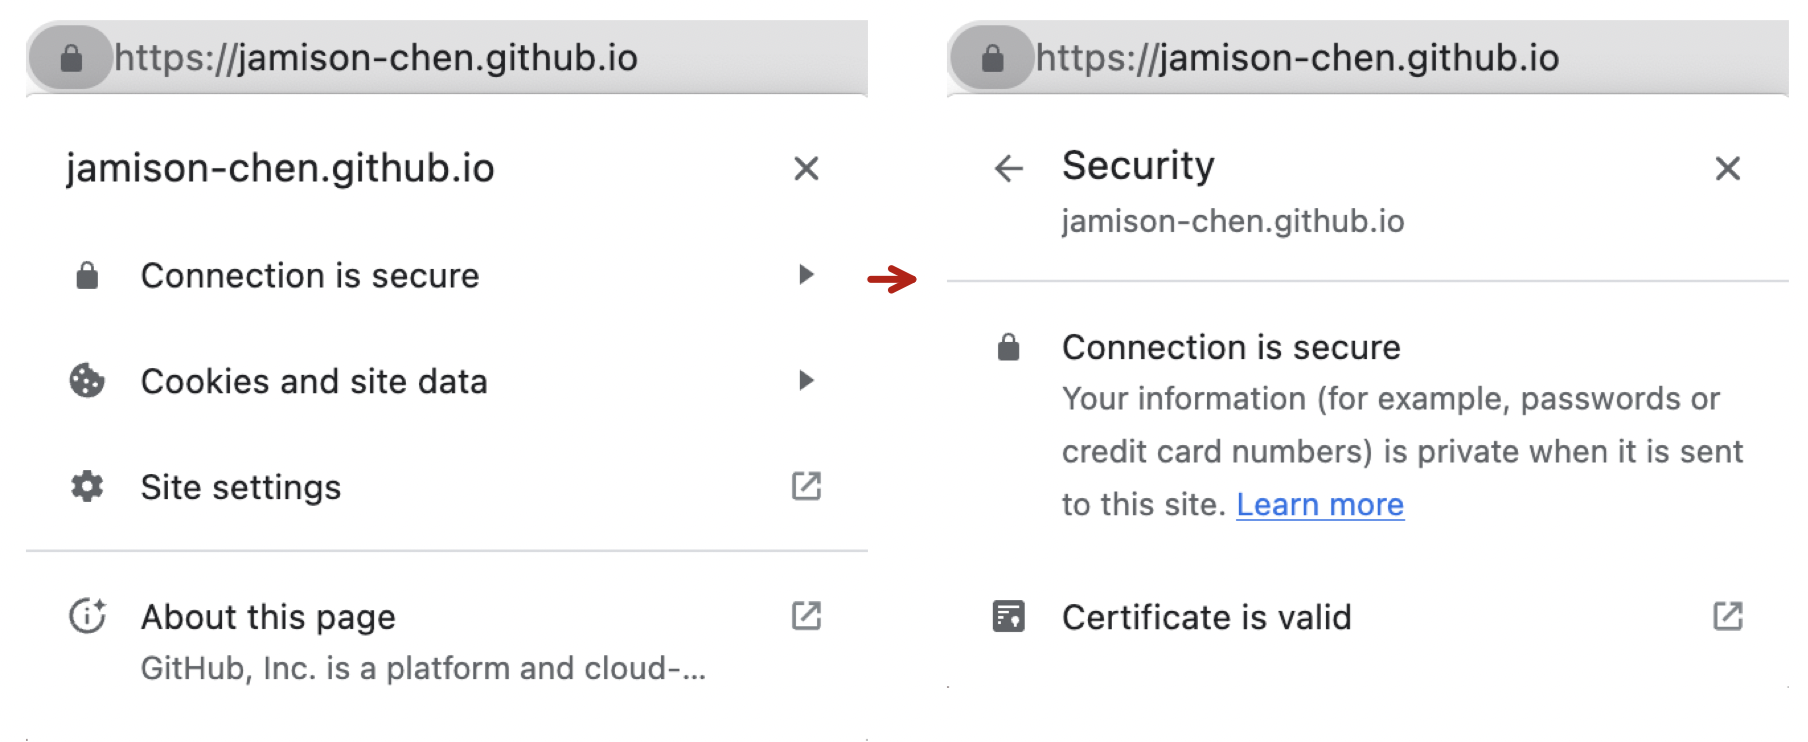 https://jamison-chen.github.io
jamison-chen.github.io
Connection is secure
Cookies and site data
Site settings
About this page
GitHub, Inc. is a platform and cloud-...
https://jamison-chen.github.io
Security
jamison-chen.github.io
Connection is secure
Your information (for example, passwords or
credit card numbers) is private when it is sent
to this site. Learn more
Certificate is valid